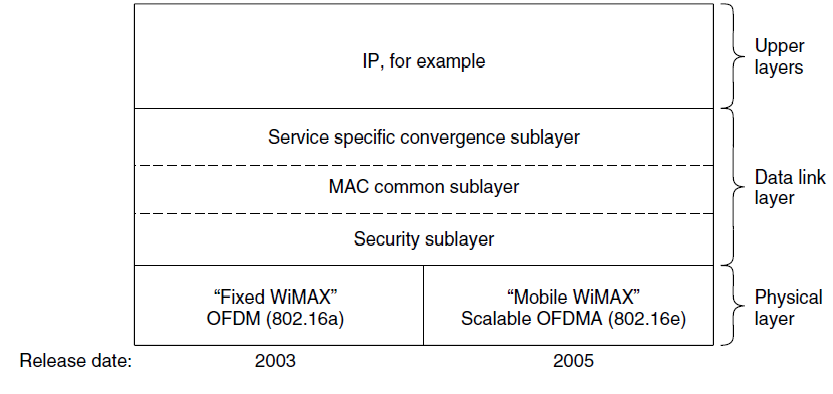 IP, for example
Upper
layers
Service specific convergence sublayer
MAC common sublayer
Security sublayer
Data link
layer
“Fixed WiMAX”
OFDM (802.16a)
“Mobile WiMAX”
Scalable OFDMA (802.16e)
Physical
layer
Release date:
2003
2005